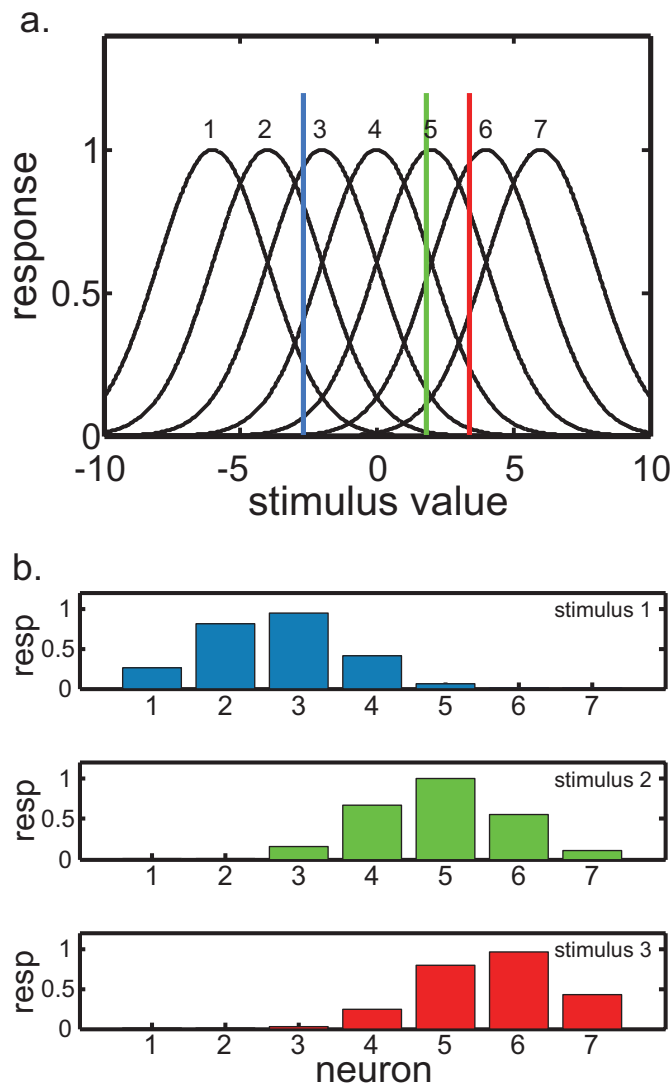 a.
1 2 3 4 5 6 7
response
1
0.5
0
-10 -5 0 5 10
stimulus value
b.
resp
1
0.5
0
stimulus 1
1 2 3 4 5 6 7
resp
1
0.5
0
stimulus 2
1 2 3 4 5 6 7
resp
1
0.5
0
stimulus 3
1 2 3 4 5 6 7
neuron